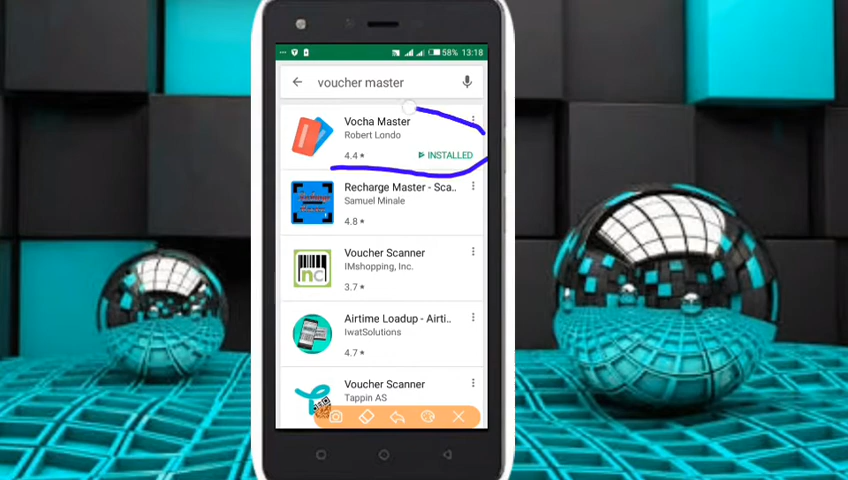 58% 13:18
voucher master
Vocha Master
Robert Londo
4.4 ★ INSTALLED
Recharge Master - Sca..
Samuel Minale
4.8 ★
Voucher Scanner
IMshopping, Inc.
nc
3.7 ★
Airtime Loadup - Airti..
IwatSolutions
4.7 ★
Voucher Scanner
Tappin AS